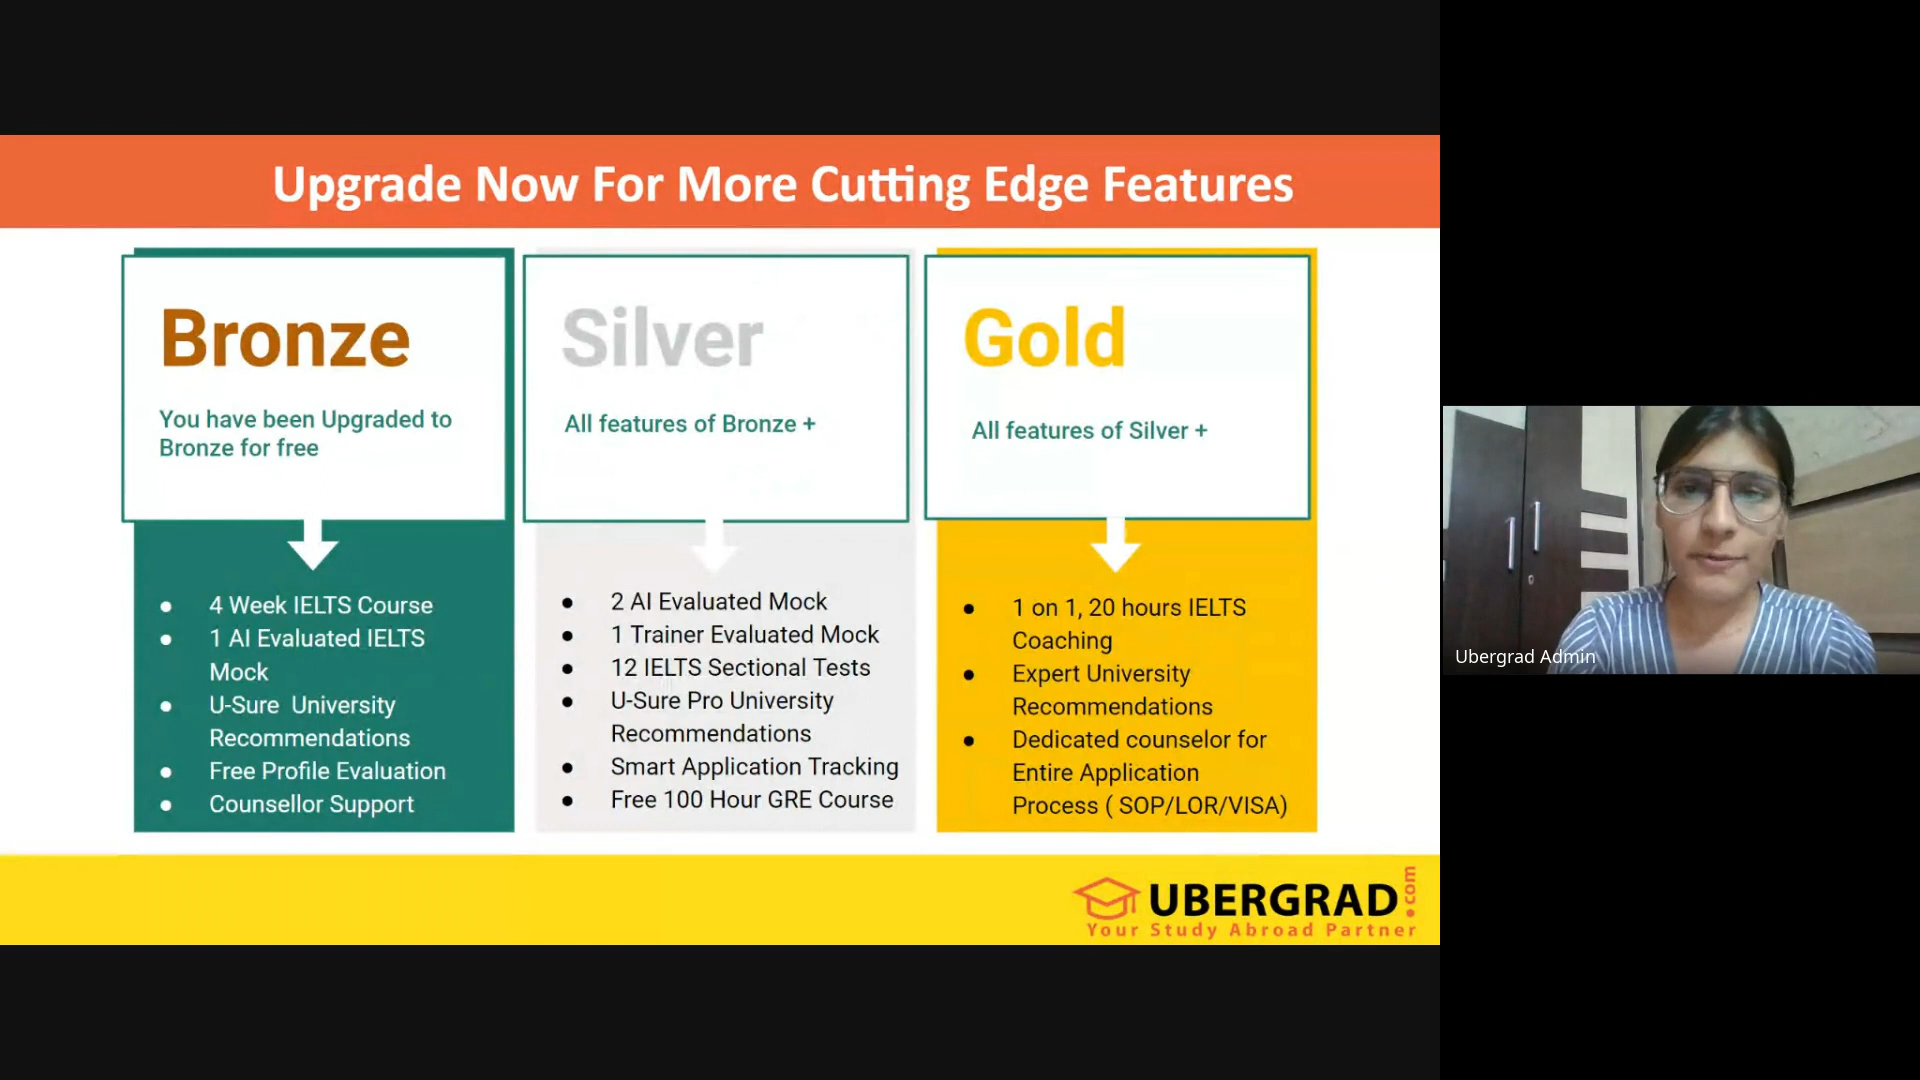 Upgrade Now For More Cutting Edge Features
Bronze
You have been Upgraded to
Bronze for free
● 4 Week IELTS Course
● 1 AI Evaluated IELTS
Mock
● U-Sure University
Recommendations
● Free Profile Evaluation
● Counsellor Support
Silver
All features of Bronze +
● 2 AI Evaluated Mock
● 1 Trainer Evaluated Mock
● 12 IELTS Sectional Tests
● U-Sure Pro University
Recommendations
● Smart Application Tracking
● Free 100 Hour GRE Course
Gold
All features of Silver +
● 1 on 1, 20 hours IELTS
Coaching
● Expert University
Recommendations
● Dedicated counselor for
Entire Application
Process ( SOP/LOR/VISA)
UBERGRAD.com
Your Study Abroad Partner
Ubergrad Admin